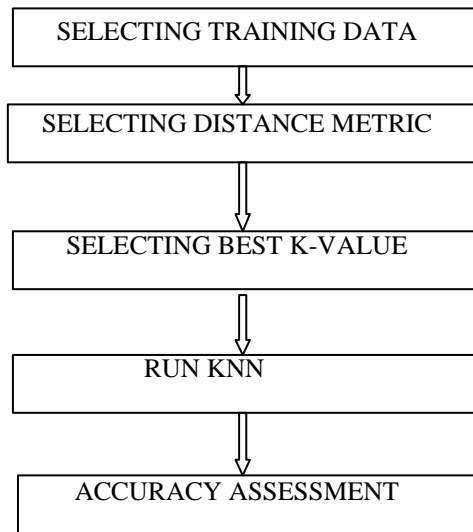 SELECTING TRAINING DATA
SELECTING DISTANCE METRIC
SELECTING BEST K-VALUE
RUN KNN
ACCURACY ASSESSMENT